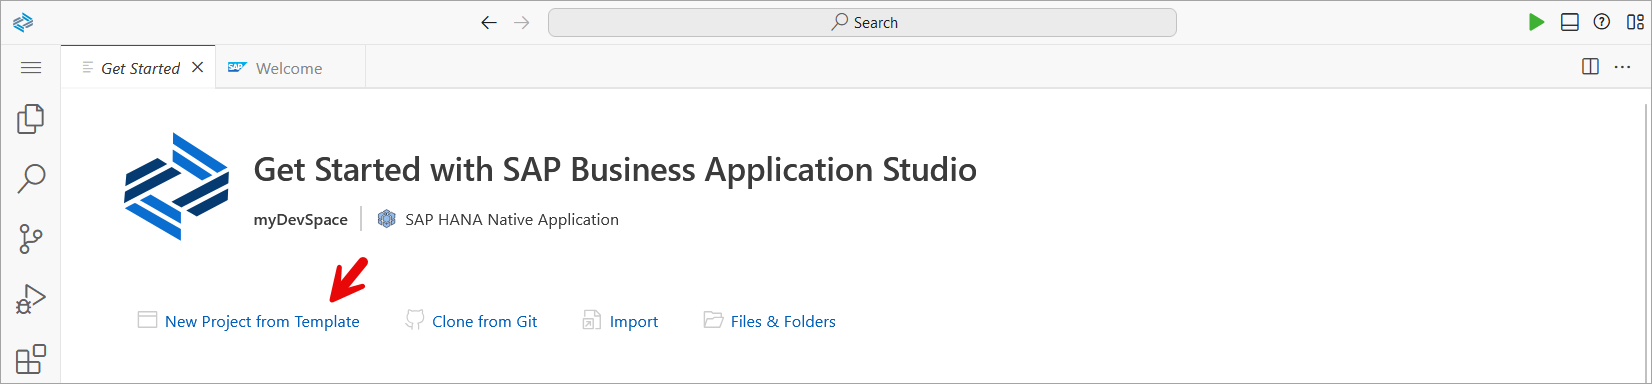 Search
Get Started
SAP Welcome
Get Started with SAP Business Application Studio
myDevSpace SAP HANA Native Application
New Project from Template Clone from Git Import Files & Folders